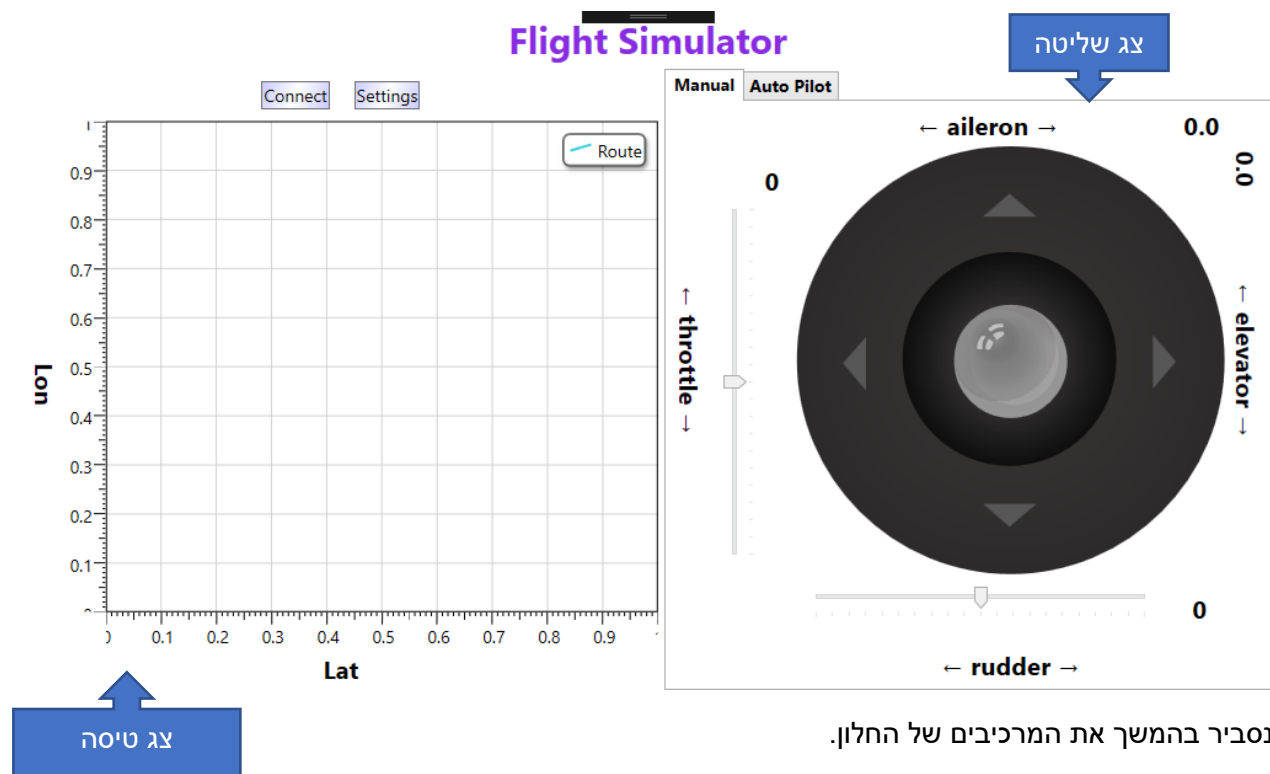 Flight Simulator
צג שליטה
Connect
Settings
Manual
Auto Pilot
Route
0.9
0.8
0.7
0.6
0.5
0.4
0.3
0.2
0.1
Lon
0.1 0.2 0.3 0.4 0.5 0.6 0.7 0.8 0.9
Lat
← aileron →
0.0
0.0
0
← throttle →
← elevator →
0
← rudder →
צג טיסה
נסביר בהמשך את המרכיבים של החלון.